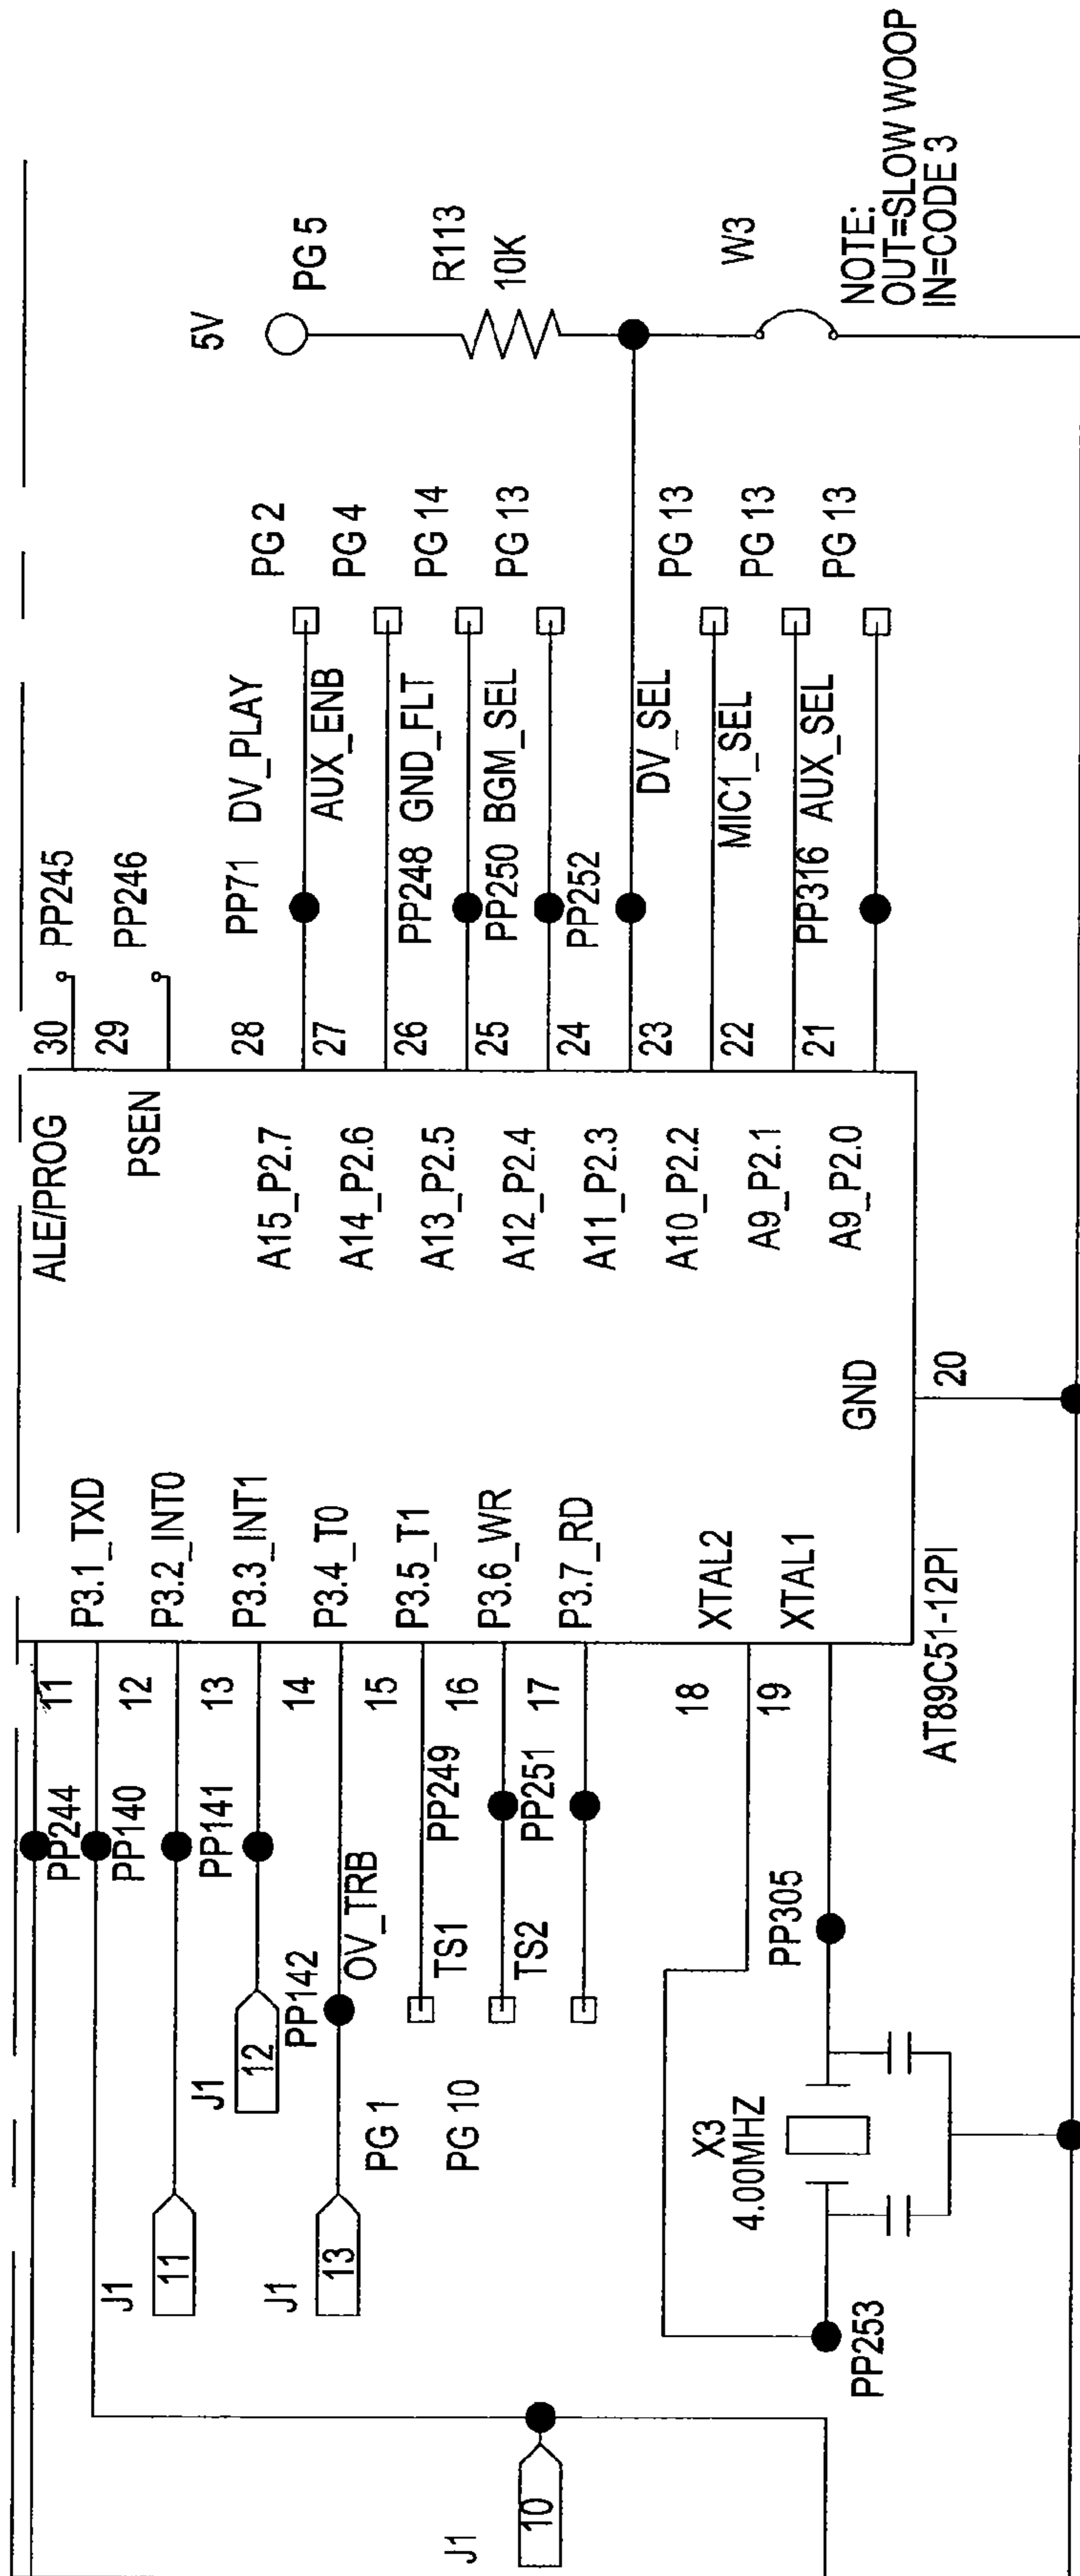 ALE/PROG
30
PP245
PSEN
29
PP246
P3.1_TXD
11
PP244
P3.2_INT0
12
PP140
J1
11
P3.3_INT1
13
PP141
J1
12
P3.4_T0
14
PP142
J1
13
P3.5_T1
15
OV_TRB
PG 1
P3.6_WR
16
PP249
TS1
PG 10
P3.7_RD
17
PP251
TS2
J1
10
XTAL2
18
XTAL1
19
PP305
X3
4.00MHZ
PP253
A15_P2.7
28
PP71
DV_PLAY
PG 2
A14_P2.6
27
AUX_ENB
PG 4
A13_P2.5
26
PP248
GND_FLT
PG 14
A12_P2.4
25
PP250
BGM_SEL
PG 13
A11_P2.3
24
PP252
A10_P2.2
23
DV_SEL
PG 13
A9_P2.1
22
MIC1_SEL
PG 13
A9_P2.0
21
PP316
AUX_SEL
PG 13
GND
20
AT89C51-12PI
5V
PG 5
R113
10K
W3
NOTE:
OUT=SLOW WOOP
IN=CODE 3